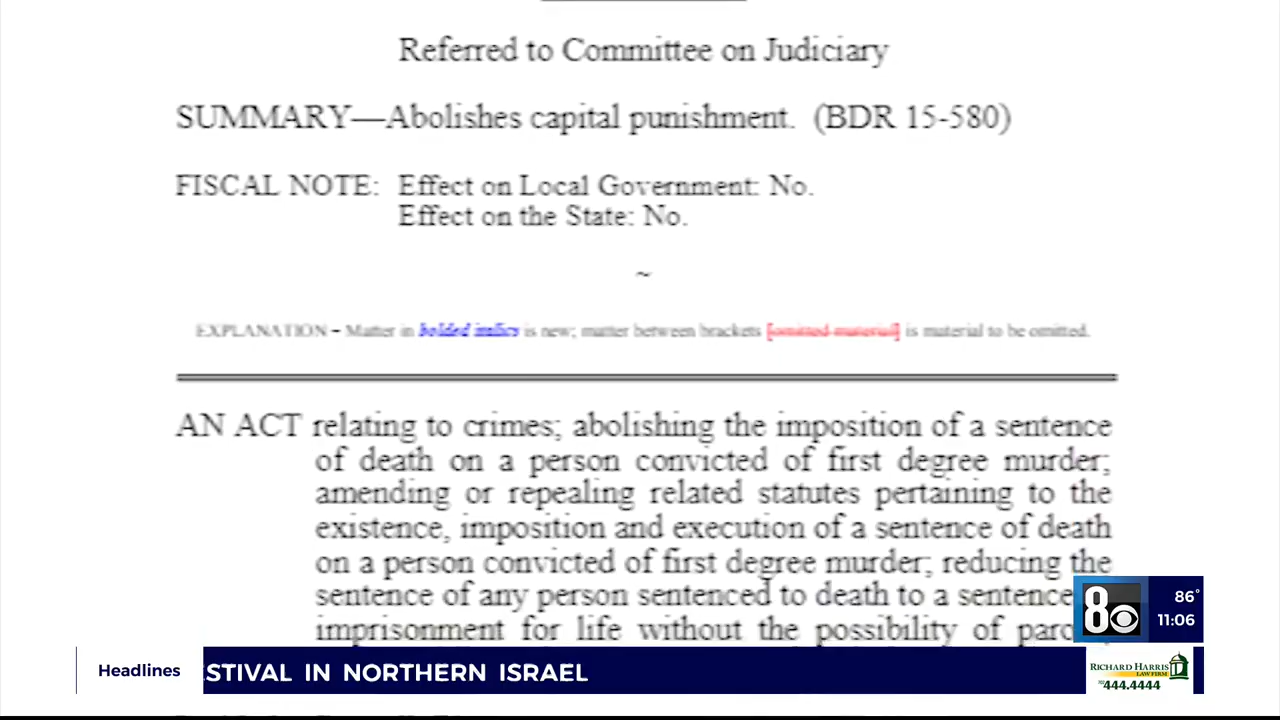 Referred to Committee on Judiciary
SUMMARY—Abolishes capital punishment. (BDR 15-580)
FISCAL NOTE: Effect on Local Government: No.
Effect on the State: No.
~
EXPLANATION – Matter in bolded italics is new; matter between brackets [omitted material] is material to be omitted.
AN ACT relating to crimes; abolishing the imposition of a sentence
of death on a person convicted of first degree murder;
amending or repealing related statutes pertaining to the
existence, imposition and execution of a sentence of death
on a person convicted of first degree murder; reducing the
sentence of any person sentenced to death to a sentence
imprisonment for life without the possibility of
8
86°
11:06
Headlines
ESTIVAL IN NORTHERN ISRAEL
RICHARD HARRIS
LAW FIRM
444.4444